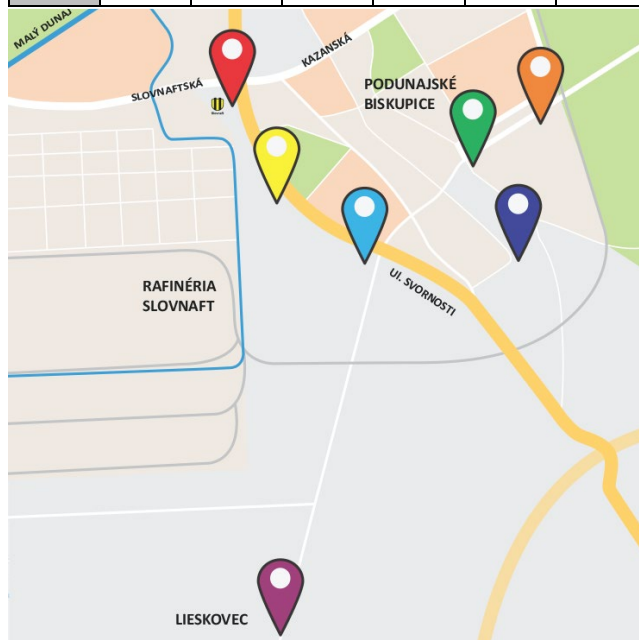 MALÝ DUNAJ
KAZANSKÁ
SLOVNAFTSKÁ
PODUNAJSKÉ
BISKUPICE
RAFINÉRIA
SLOVNAFT
Ul. SVORNOSTI
LIESKOVEC